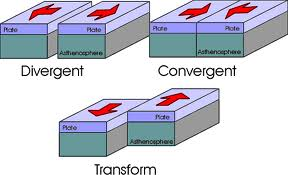 Plate
Plate
Asthenosphere
Divergent
Plate
Plate
Asthenosphere
Convergent
Plate
Plate
Asthenosphere
Transform